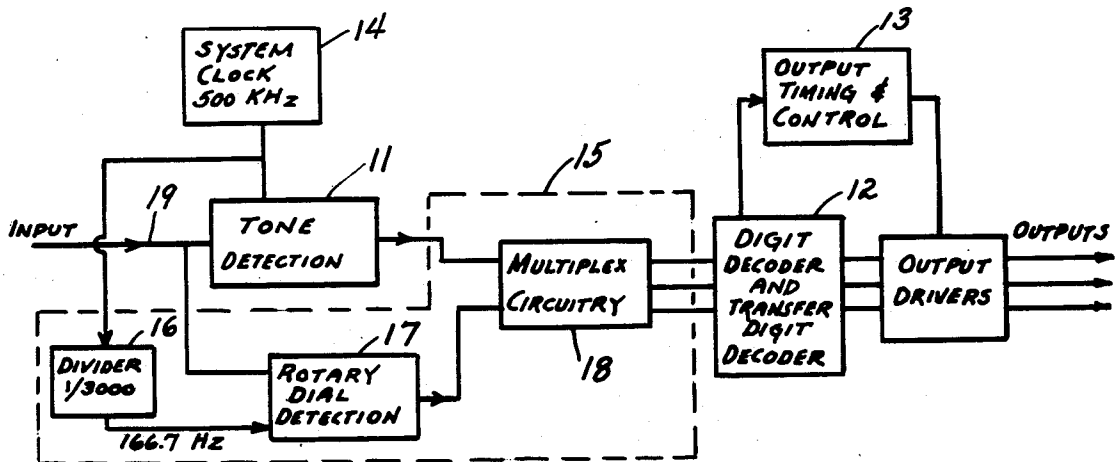 14
SYSTEM
CLOCK
500 KHz
13
OUTPUT
TIMING &
CONTROL
15
11
12
INPUT
19
TONE
DETECTION
MULTIPLEX
CIRCUITRY
18
DIGIT
DECODER
AND
TRANSFER
DIGIT
DECODER
OUTPUT
DRIVERS
OUTPUTS
16
DIVIDER
1/3000
166.7 Hz
17
ROTARY
DIAL
DETECTION